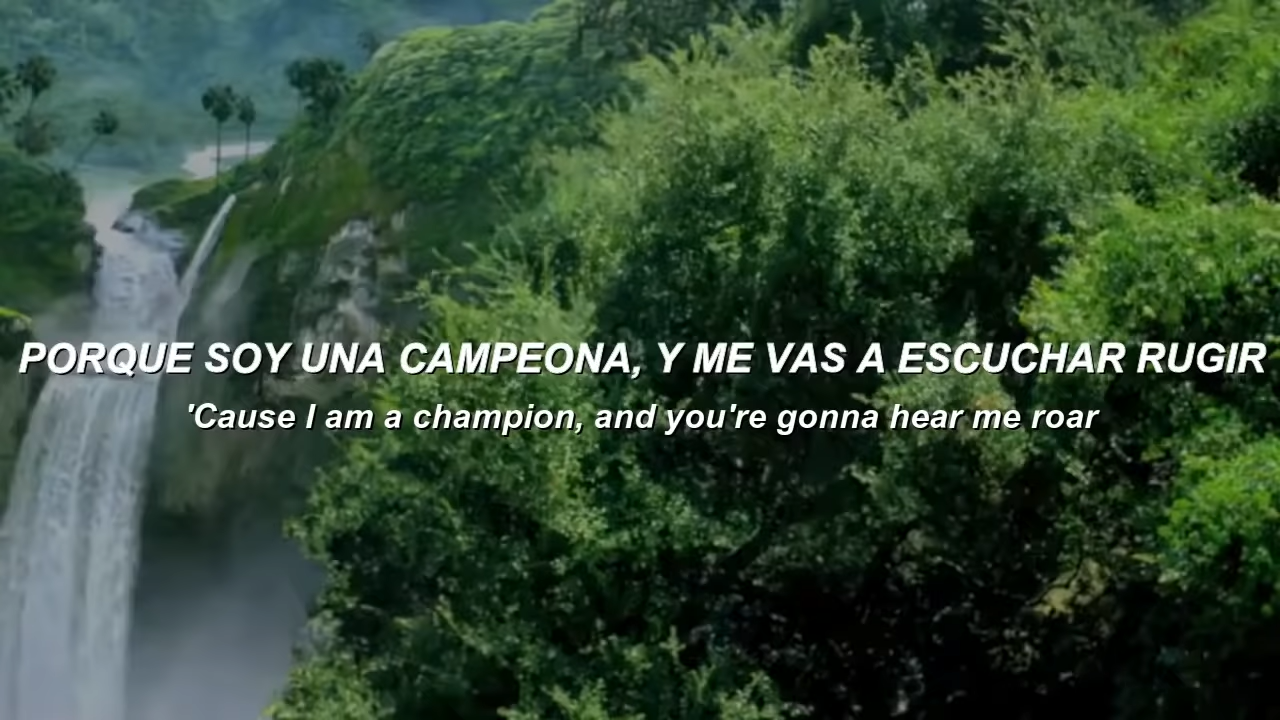 PORQUE SOY UNA CAMPEONA, Y ME VAS A ESCUCHAR RUGIR
'Cause I am a champion, and you're gonna hear me roar